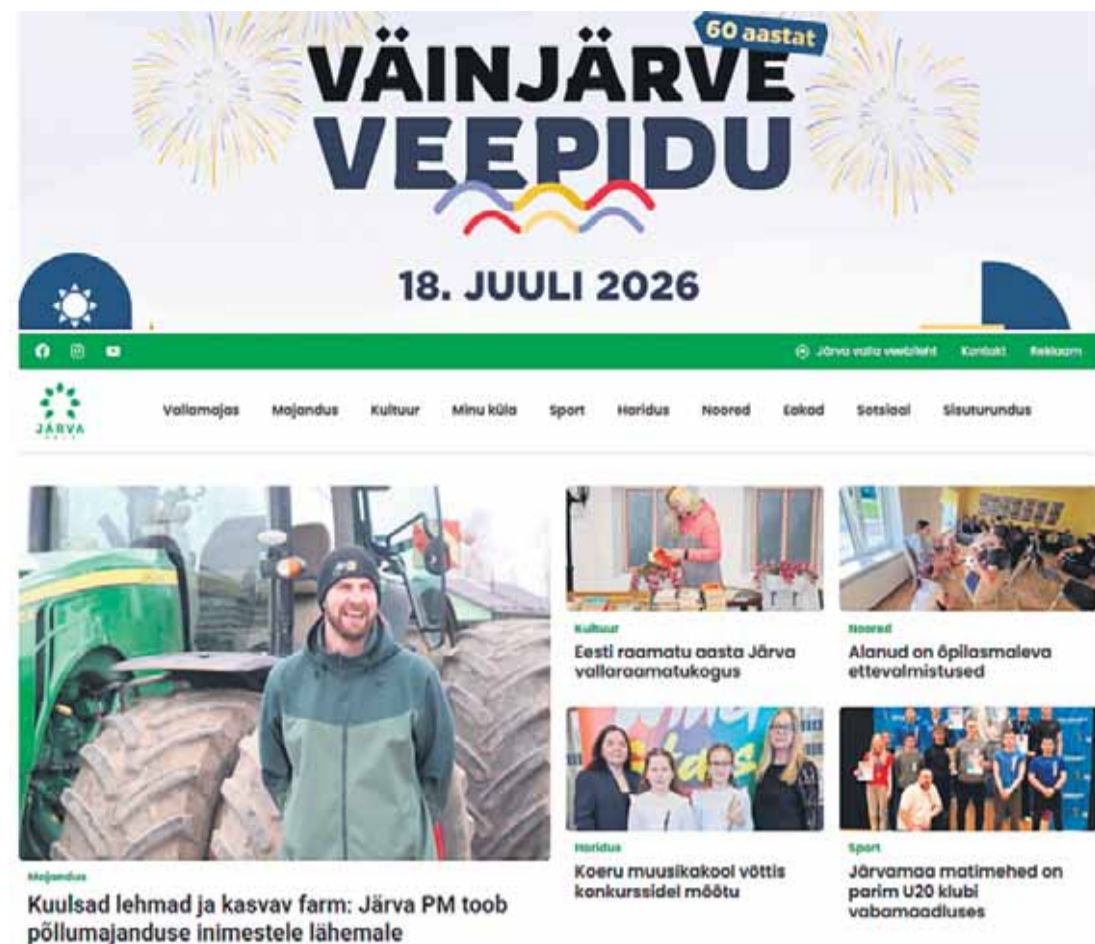 60 aastat
VÄINJÄRVE
VEEPIDU
18. JUULI 2026
Järva valla veebileht Kontakt Reklaam
JÄRVA
Vallamajas Majandus Kultuur Minu küla Sport Haridus Noored Eakad Sotsiaal Sisuturundus
Majandus
Kuulsad lehmad ja kasvav farm: Järva PM toob
põllumajanduse inimestele lähemale
Kultuur
Eesti raamatu aasta Järva
vallaraamatukogus
Noored
Alanud on õpilasmaleva
ettevalmistused
Haridus
Koeru muusikakool võttis
konkurssidel mõõtu
Sport
Järvamaa matimehed on
parim U20 klubi
vabamaadluses